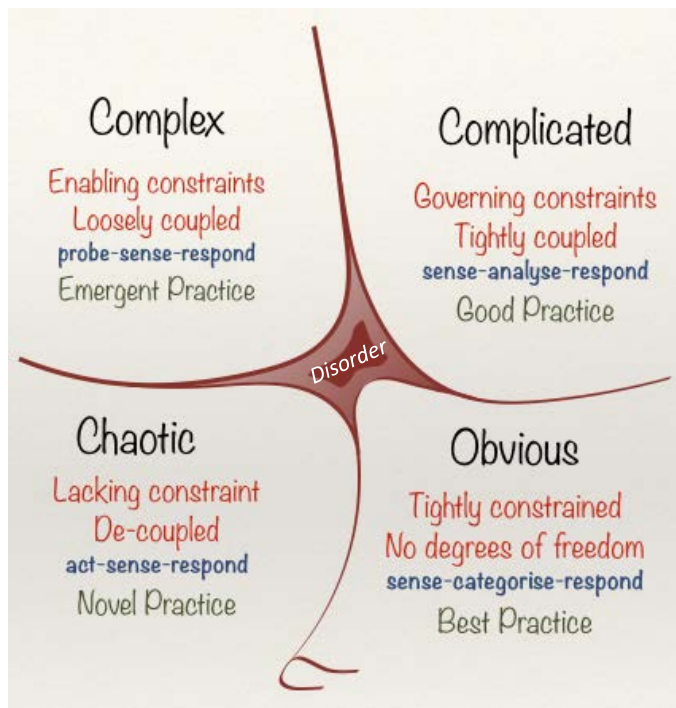 Complex
Enabling constraints
Loosely coupled
probe-sense-respond
Emergent Practice
Complicated
Governing constraints
Tightly coupled
sense-analyse-respond
Good Practice
Disorder
Chaotic
Lacking constraint
De-coupled
act-sense-respond
Novel Practice
Obvious
Tightly constrained
No degrees of freedom
sense-categorise-respond
Best Practice